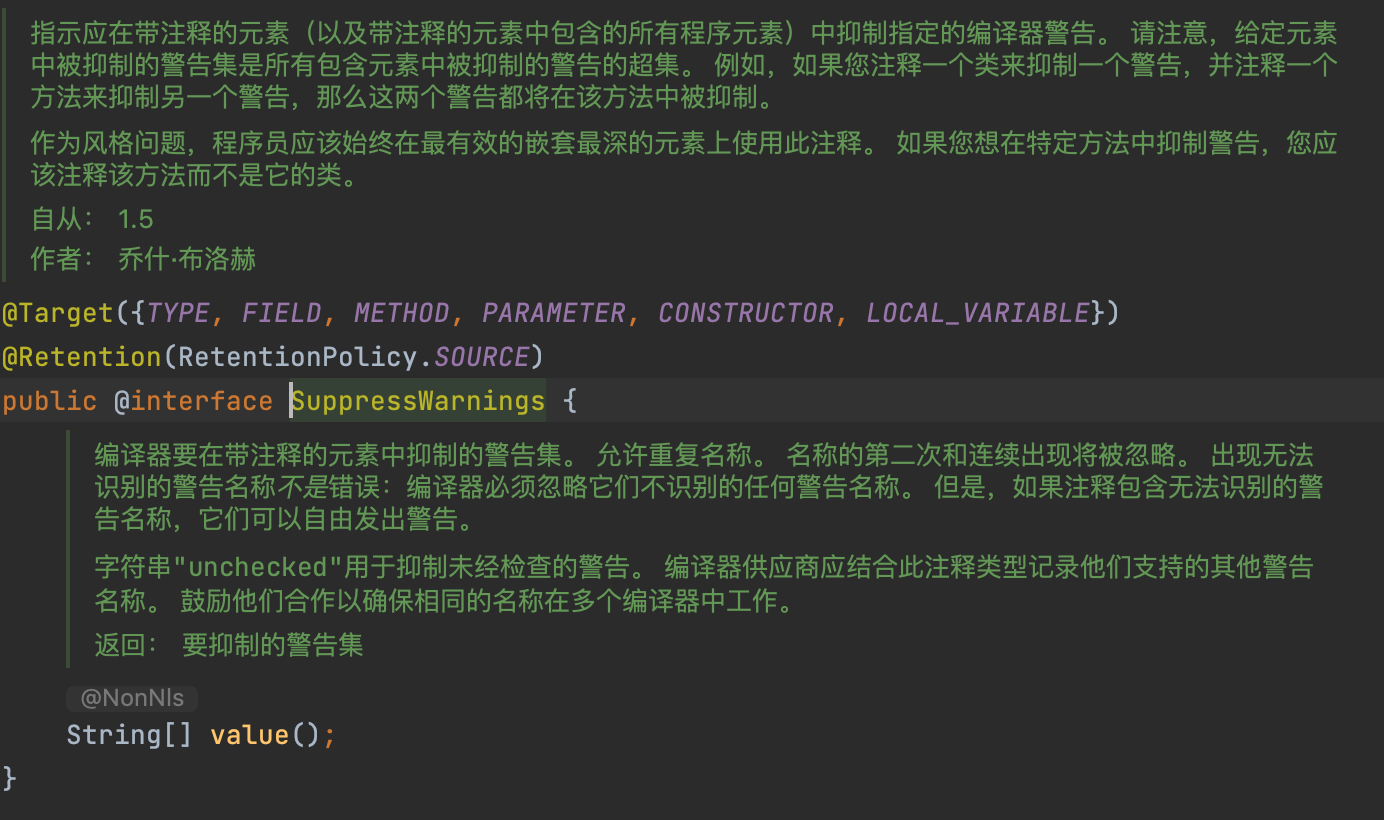 指示应在带注释的元素（以及带注释的元素中包含的所有程序元素）中抑制指定的编译器警告。 请注意，给定元素
中被抑制的警告集是所有包含元素中被抑制的警告的超集。 例如，如果您注释一个类来抑制一个警告，并注释一个
方法来抑制另一个警告，那么这两个警告都将在该方法中被抑制。
作为风格问题，程序员应该始终在最有效的嵌套最深的元素上使用此注释。 如果您想在特定方法中抑制警告，您应
该注释该方法而不是它的类。
自从： 1.5
作者： 乔什·布洛赫
@Target({TYPE, FIELD, METHOD, PARAMETER, CONSTRUCTOR, LOCAL_VARIABLE})
@Retention(RetentionPolicy.SOURCE)
public @interface SuppressWarnings {
编译器要在带注释的元素中抑制的警告集。 允许重复名称。 名称的第二次和连续出现将被忽略。 出现无法
识别的警告名称不是错误：编译器必须忽略它们不识别的任何警告名称。 但是，如果注释包含无法识别的警
告名称，它们可以自由发出警告。
字符串"unchecked"用于抑制未经检查的警告。 编译器供应商应结合此注释类型记录他们支持的其他警告
名称。 鼓励他们合作以确保相同的名称在多个编译器中工作。
返回： 要抑制的警告集
@NonNls
String[] value();
}